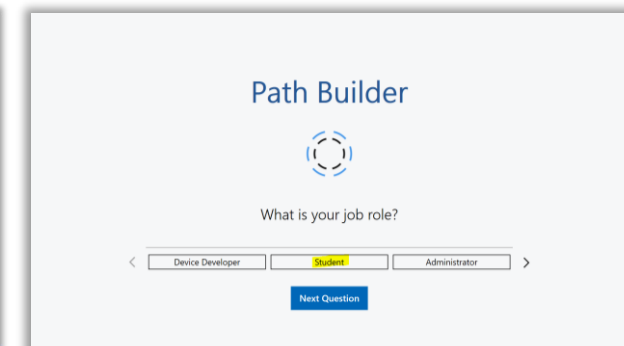 Path Builder
What is your job role?
Device Developer Student Administrator
Next Question